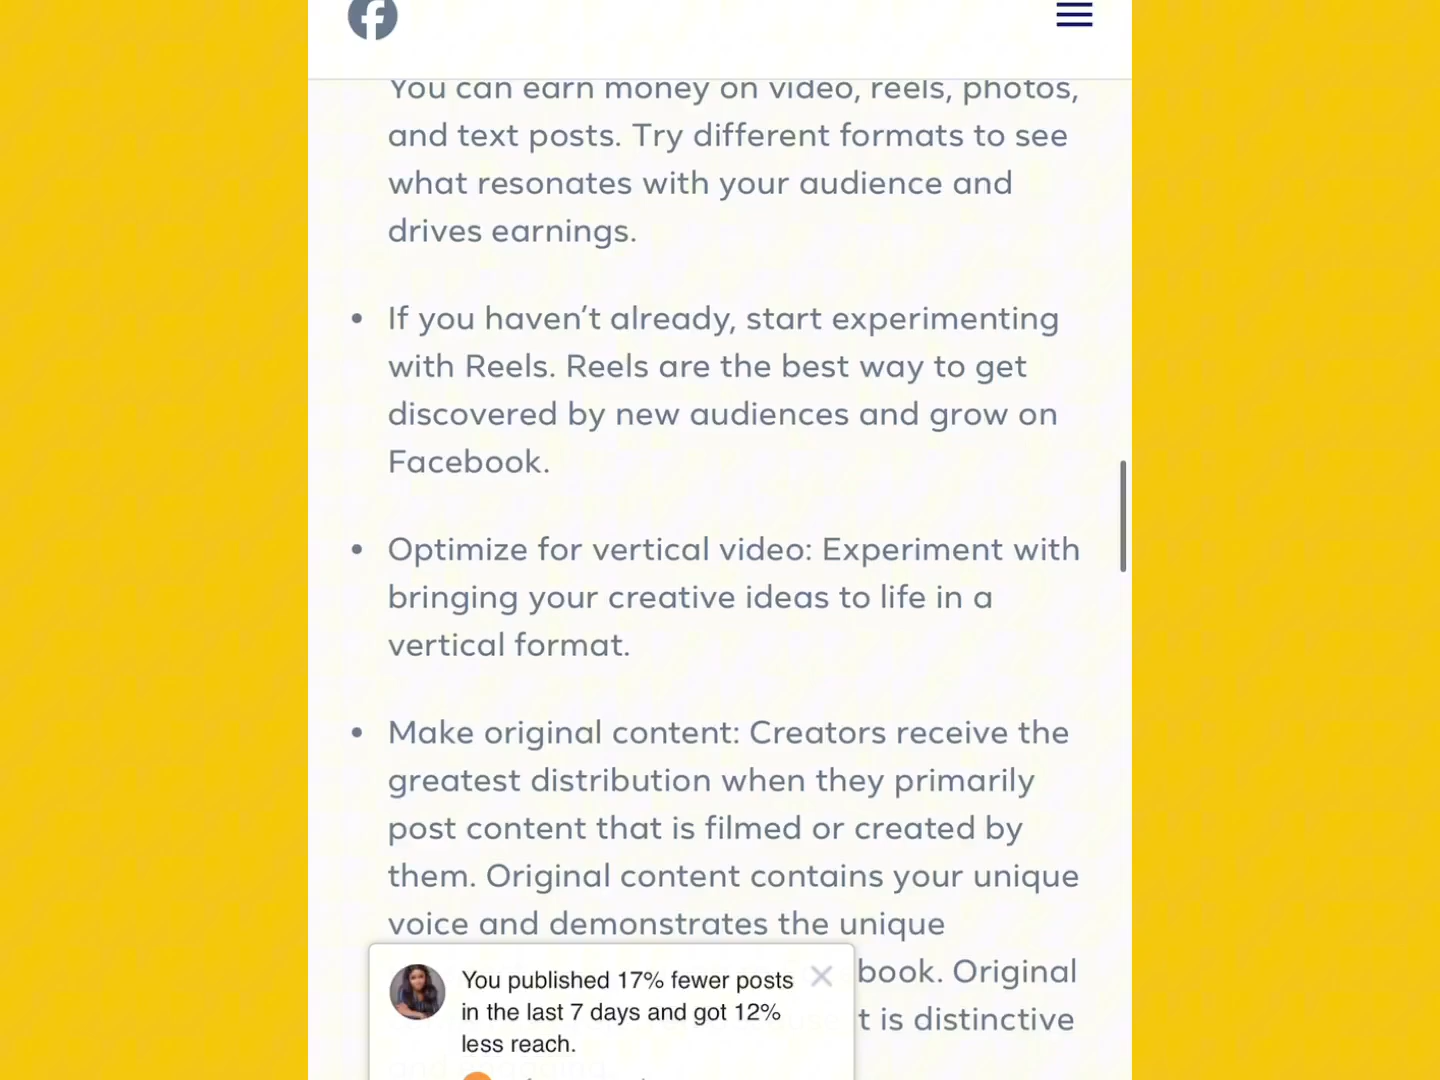 You can earn money on video, reels, photos,
and text posts. Try different formats to see
what resonates with your audience and
drives earnings.
• If you haven’t already, start experimenting
with Reels. Reels are the best way to get
discovered by new audiences and grow on
Facebook.
• Optimize for vertical video: Experiment with
bringing your creative ideas to life in a
vertical format.
• Make original content: Creators receive the
greatest distribution when they primarily
post content that is filmed or created by
them. Original content contains your unique
voice and demonstrates the unique
book. Original
t is distinctive
You published 17% fewer posts
in the last 7 days and got 12%
less reach.